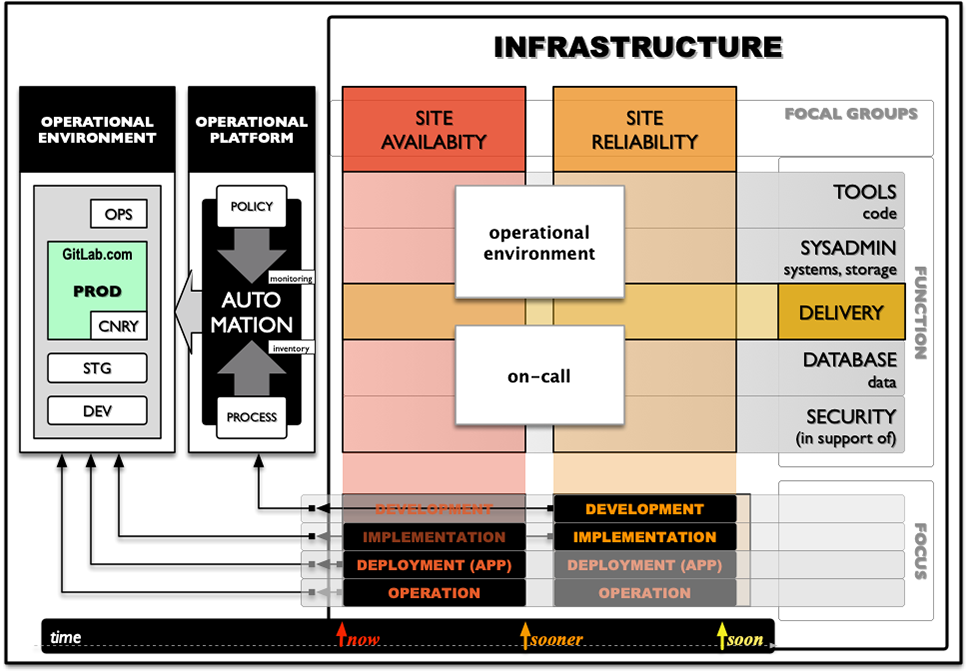 INFRASTRUCTURE
OPERATIONAL
ENVIRONMENT
OPERATIONAL
PLATFORM
SITE
AVAILABITY
SITE
RELIABILITY
FOCAL GROUPS
OPS
GitLab.com
PROD
CNRY
STG
DEV
POLICY
monitoring
AUTO
MATION
inventory
PROCESS
operational
environment
on-call
TOOLS
code
SYSADMIN
systems, storage
DELIVERY
DATABASE
data
SECURITY
(in support of)
FUNCTION
DEVELOPMENT
DEVELOPMENT
IMPLEMENTATION
IMPLEMENTATION
DEPLOYMENT (APP)
DEPLOYMENT (APP)
OPERATION
OPERATION
FOCUS
time
now
sooner
soon